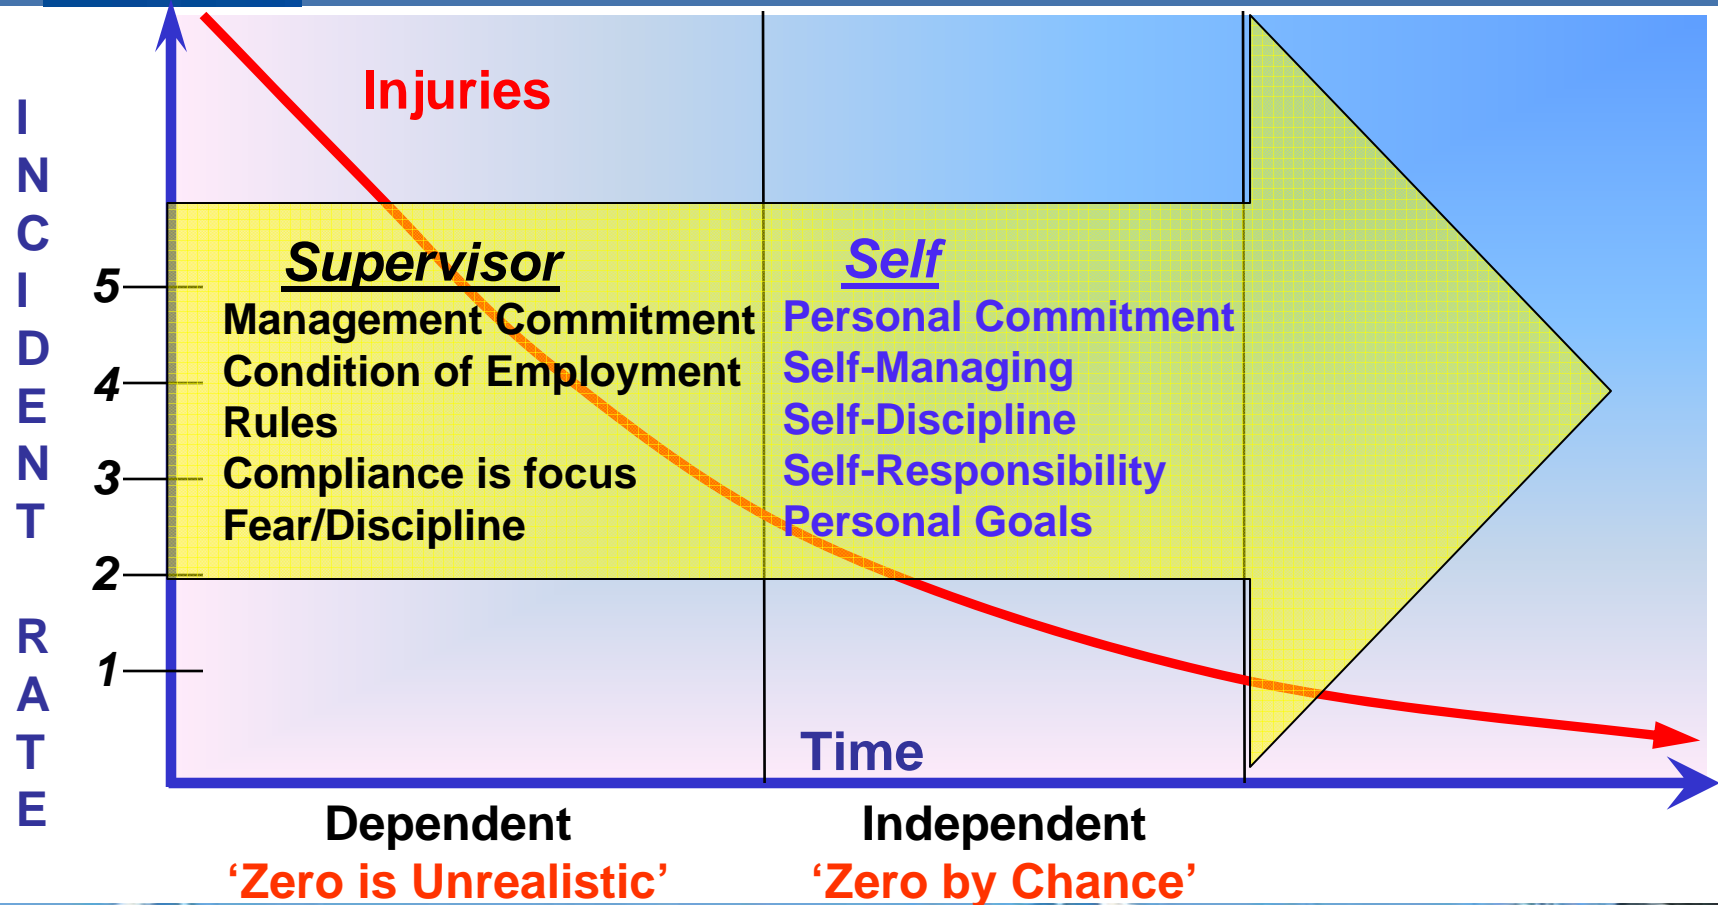 INCIDENT RATE
Injuries
5
4
3
2
1
Supervisor
Management Commitment
Condition of Employment
Rules
Compliance is focus
Fear/Discipline
Self
Personal Commitment
Self-Managing
Self-Discipline
Self-Responsibility
Personal Goals
Time
Dependent
‘Zero is Unrealistic’
Independent
‘Zero by Chance’